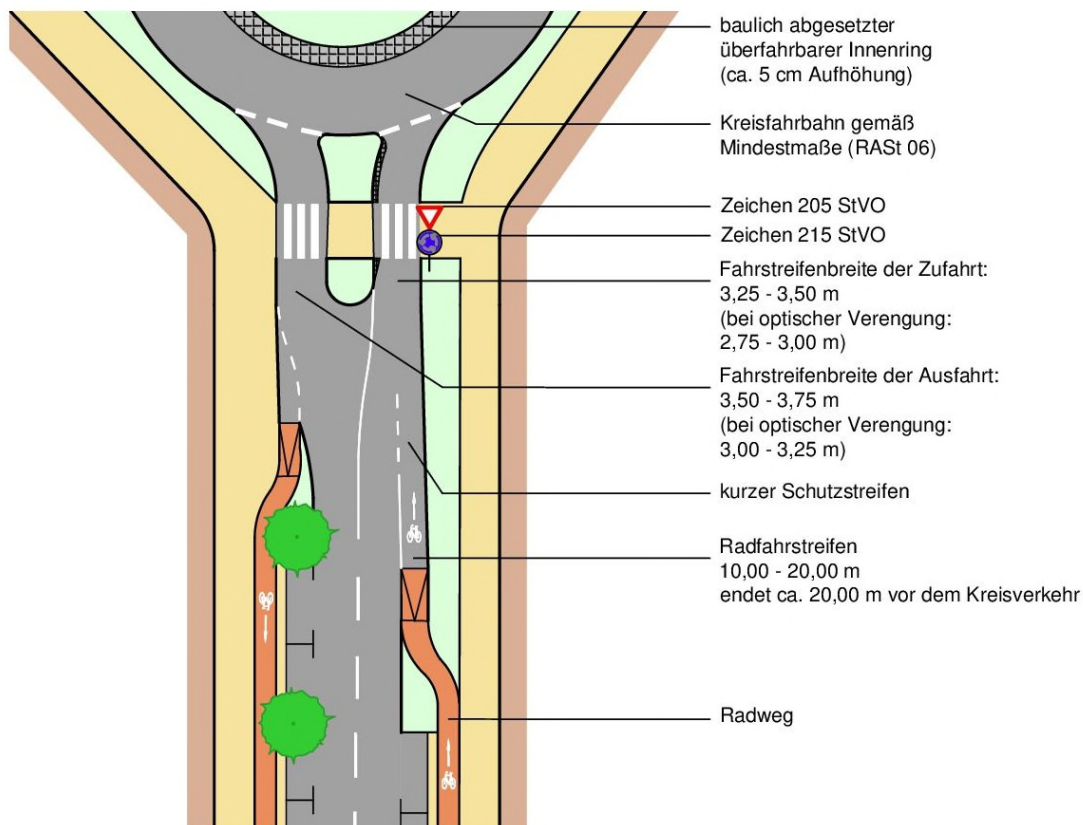 baulich abgesetzter
überfahrbarer Innenring
(ca. 5 cm Aufhöhung)
Kreisfahrbahn gemäß
Mindestmaße (RASt 06)
Zeichen 205 StVO
Zeichen 215 StVO
Fahrstreifenbreite der Zufahrt:
3,25 - 3,50 m
(bei optischer Verengung:
2,75 - 3,00 m)
Fahrstreifenbreite der Ausfahrt:
3,50 - 3,75 m
(bei optischer Verengung:
3,00 - 3,25 m)
kurzer Schutzstreifen
Radfahrstreifen
10,00 - 20,00 m
endet ca. 20,00 m vor dem Kreisverkehr
Radweg